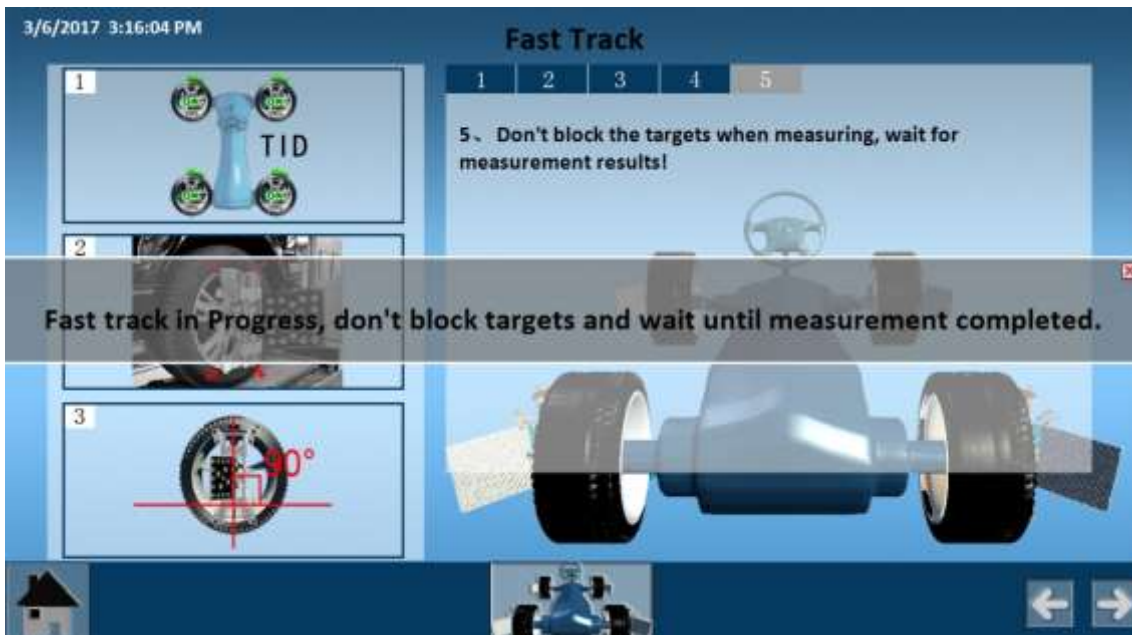 3/6/2017 3:16:04 PM
Fast Track
1
TID
2
3
90°
1 2 3 4 5
5、 Don't block the targets when measuring, wait for
measurement results!
Fast track in Progress, don't block targets and wait until measurement completed.